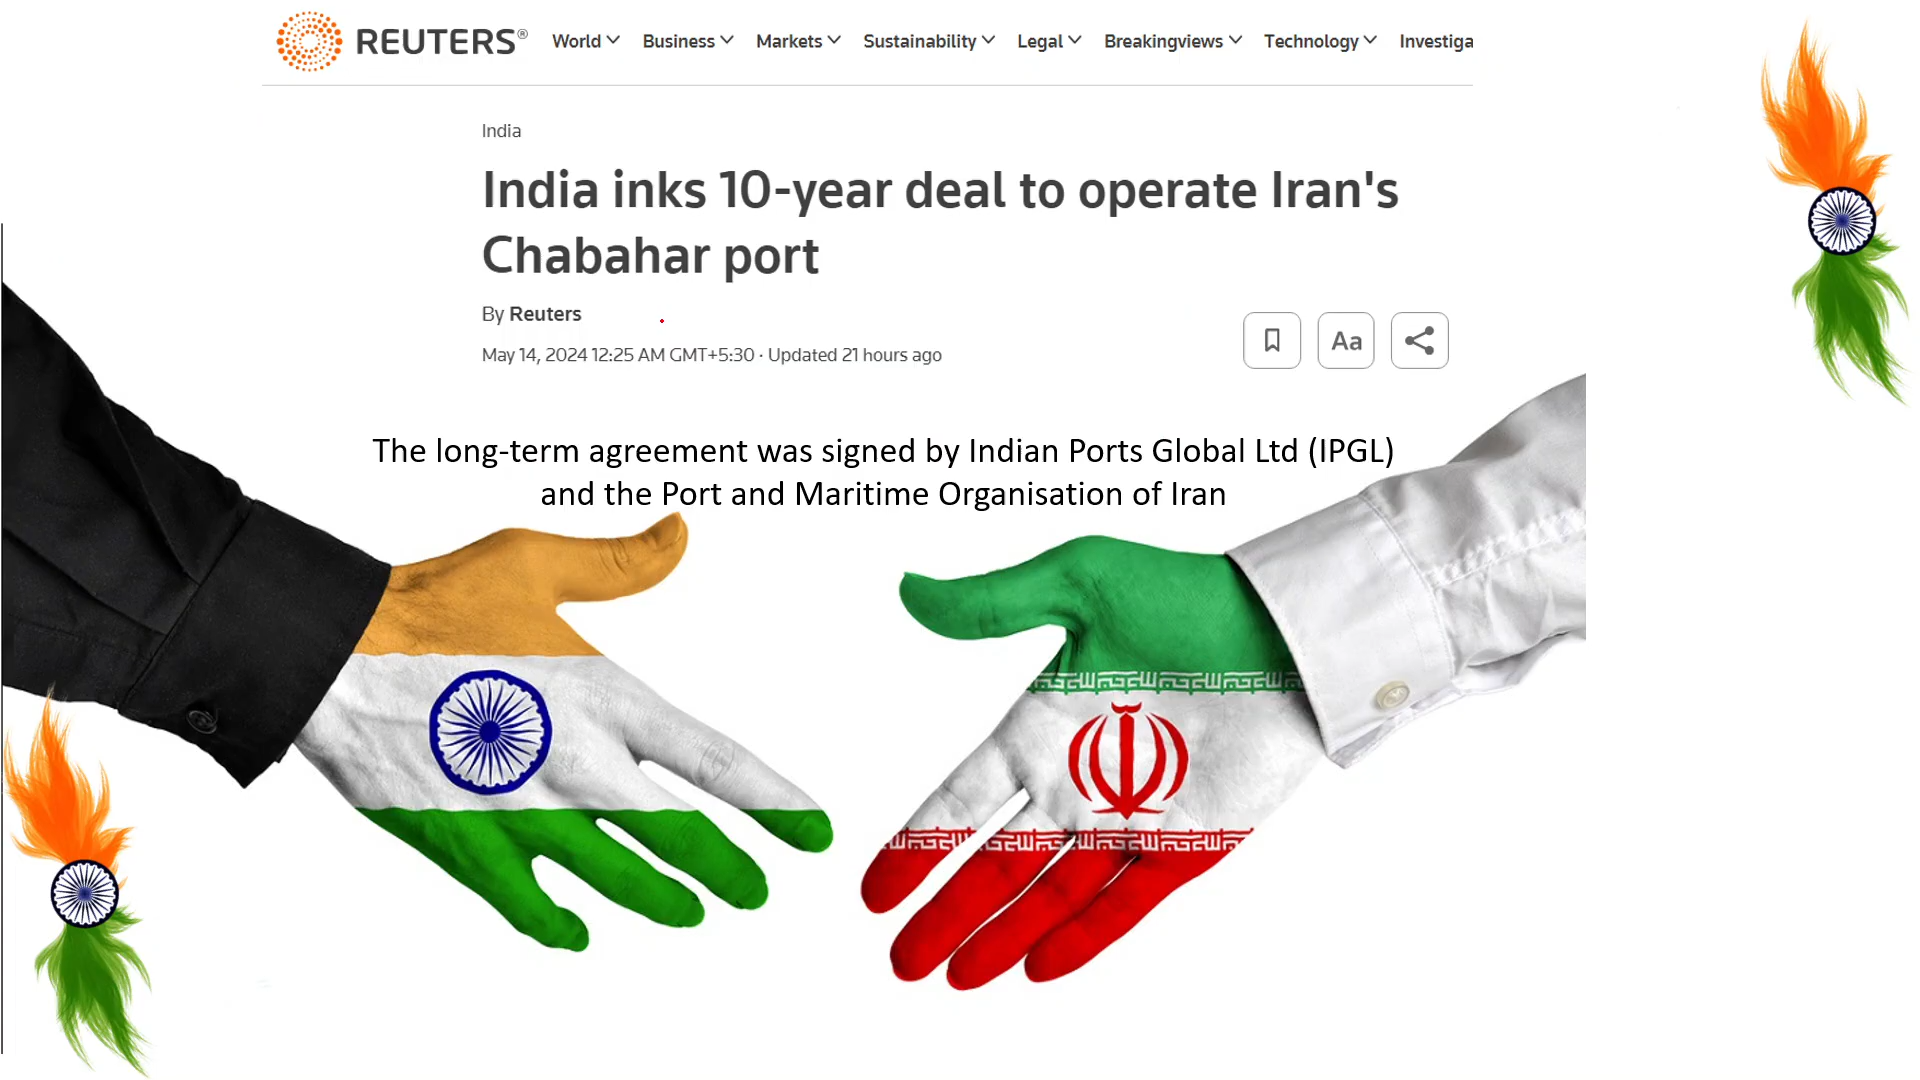 REUTERS®
World Business Markets Sustainability Legal Breakingviews Technology Investiga
India
India inks 10-year deal to operate Iran's
Chabahar port
By Reuters
May 14, 2024 12:25 AM GMT+5:30 · Updated 21 hours ago
Aa
The long-term agreement was signed by Indian Ports Global Ltd (IPGL)
and the Port and Maritime Organisation of Iran